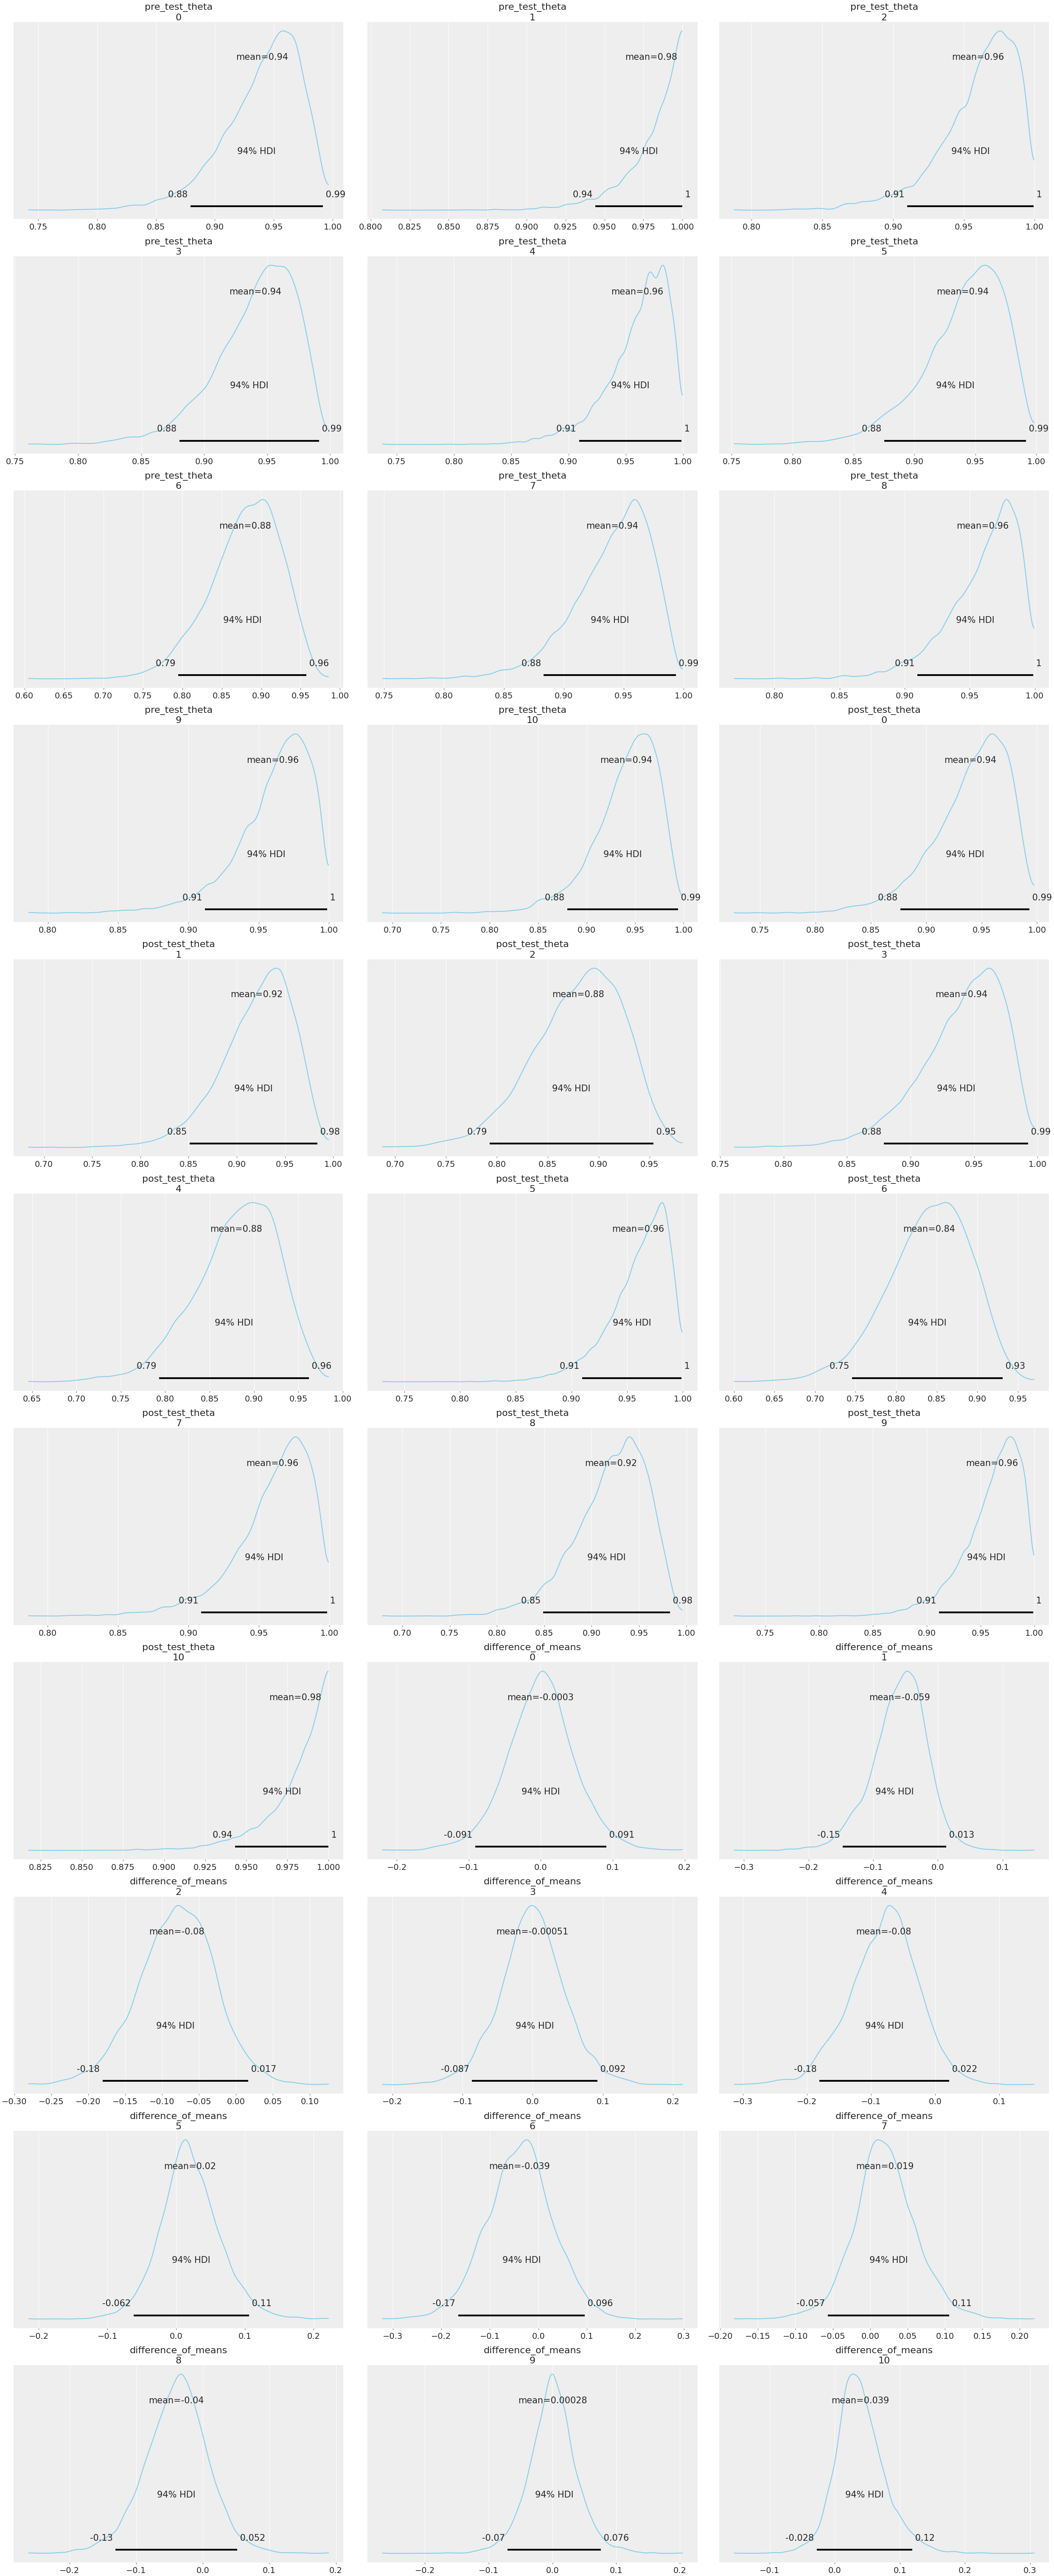 pre_test_theta pre_test_theta pre_test_theta
0 1 2
mean=0.94 mean=0.98 mean=0.96
94% HDI 94% HDI 94% HDI
0.88 0.99 0.94 1 0.91 1
0.75 0.80 0.85 0.90 0.95 1.00 0.800 0.825 0.850 0.875 0.900 0.925 0.945 0.975 1.000 0.80 0.85 0.90 0.95 1.00
pre_test_theta pre_test_theta pre_test_theta
3 4 5
mean=0.94 mean=0.96 mean=0.94
94% HDI 94% HDI 94% HDI
0.88 0.99 0.91 1 0.88 0.99
0.75 0.80 0.85 0.90 0.95 1.00 0.75 0.80 0.85 0.90 0.95 1.00 0.75 0.80 0.85 0.90 0.95 1.00
pre_test_theta pre_test_theta pre_test_theta
6 7 8
mean=0.88 mean=0.94 mean=0.96
94% HDI 94% HDI 94% HDI
0.79 0.96 0.88 0.99 0.91 1
0.60 0.65 0.70 0.75 0.80 0.85 0.90 0.95 1.00 0.75 0.80 0.85 0.90 0.95 1.00 0.80 0.85 0.90 0.95 1.00
pre_test_theta pre_test_theta post_test_theta
9 10 0
mean=0.96 mean=0.94 mean=0.94
94% HDI 94% HDI 94% HDI
0.91 1 0.88 0.99 0.88 0.99
0.80 0.85 0.90 0.95 1.00 0.70 0.75 0.80 0.85 0.90 0.95 1.00 0.75 0.80 0.85 0.90 0.95 1.00
post_test_theta post_test_theta post_test_theta
1 2 3
mean=0.92 mean=0.88 mean=0.94
94% HDI 94% HDI 94% HDI
0.85 0.98 0.79 0.95 0.88 0.99
0.70 0.75 0.80 0.85 0.90 0.95 1.00 0.70 0.75 0.80 0.85 0.90 0.95 0.75 0.80 0.85 0.90 0.95 1.00
post_test_theta post_test_theta post_test_theta
4 5 6
mean=0.88 mean=0.96 mean=0.84
94% HDI 94% HDI 94% HDI
0.79 0.96 0.91 1 0.75 0.93
0.65 0.70 0.75 0.80 0.85 0.90 0.95 1.00 0.75 0.80 0.85 0.90 0.95 1.00 0.60 0.65 0.70 0.75 0.80 0.85 0.90 0.95
post_test_theta post_test_theta post_test_theta
7 8 9
mean=0.96 mean=0.92 mean=0.96
94% HDI 94% HDI 94% HDI
0.91 1 0.85 0.98 0.91 1
0.80 0.85 0.90 0.95 1.00 0.70 0.75 0.80 0.85 0.90 0.95 1.00 0.75 0.80 0.85 0.90 0.95 1.00
post_test_theta difference_of_means difference_of_means
10 0 1
mean=0.98 mean=-0.0003 mean=-0.059
94% HDI 94% HDI 94% HDI
0.94 1 -0.091 0.091 -0.15 0.013
0.825 0.850 0.875 0.900 0.925 0.950 0.975 1.000 −0.2 −0.1 0.0 0.1 0.2 −0.3 −0.2 −0.1 0.0 0.1
difference_of_means difference_of_means difference_of_means
2 3 4
mean=-0.08 mean=-0.00051 mean=-0.08
94% HDI 94% HDI 94% HDI
-0.18 0.017 -0.087 0.092 -0.18 0.022
−0.30 −0.25 −0.20 −0.15 −0.10 −0.05 0.00 0.05 0.10 −0.2 −0.1 0.0 0.1 0.2 −0.3 −0.2 −0.1 0.0 0.1
difference_of_means difference_of_means difference_of_means
5 6 7
mean=0.02 mean=-0.039 mean=0.019
94% HDI 94% HDI 94% HDI
-0.062 0.11 -0.17 0.096 -0.057 0.11
−0.2 −0.1 0.0 0.1 0.2 −0.3 −0.2 −0.1 0.0 0.1 0.2 0.3 −0.20 −0.15 −0.10 −0.05 0.00 0.05 0.10 0.15 0.20
difference_of_means difference_of_means difference_of_means
8 9 10
mean=-0.04 mean=0.00028 mean=0.039
94% HDI 94% HDI 94% HDI
-0.13 0.052 -0.07 0.076 -0.028 0.12
−0.2 −0.1 0.0 0.1 0.2 −0.2 −0.1 0.0 0.1 0.2 −0.1 0.0 0.1 0.2 0.3